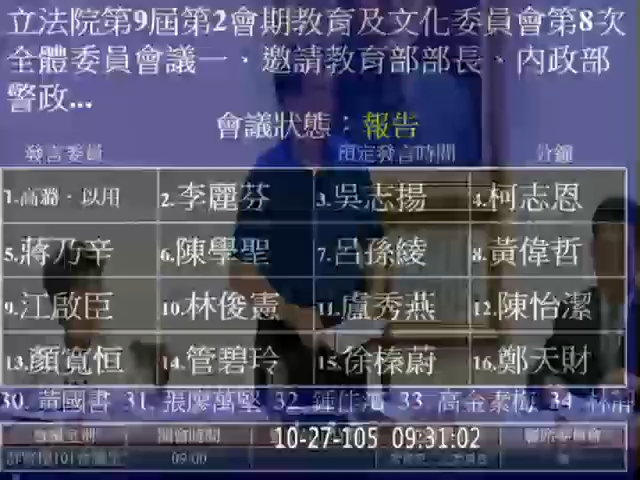 立法院第9屆第2會期教育及文化委員會第8次
全體委員會議一、邀請教育部部長、內政部
警政...
會議狀態：報告
發言委員 預定發言時間 分鐘
1.高潞．以用 2.李麗芬 3.吳志揚 4.柯志恩
5.蔣乃辛 6.陳學聖 7.呂孫綾 8.黃偉哲
9.江啟臣 10.林俊憲 11.盧秀燕 12.陳怡潔
13.顏寬恒 14.管碧玲 15.徐榛蔚 16.鄭天財
30. 黃國書 31. 張廖萬堅 32 鍾佳濱 33 高金素梅 34
開會時間 10-27-105 09:31:02
09:00